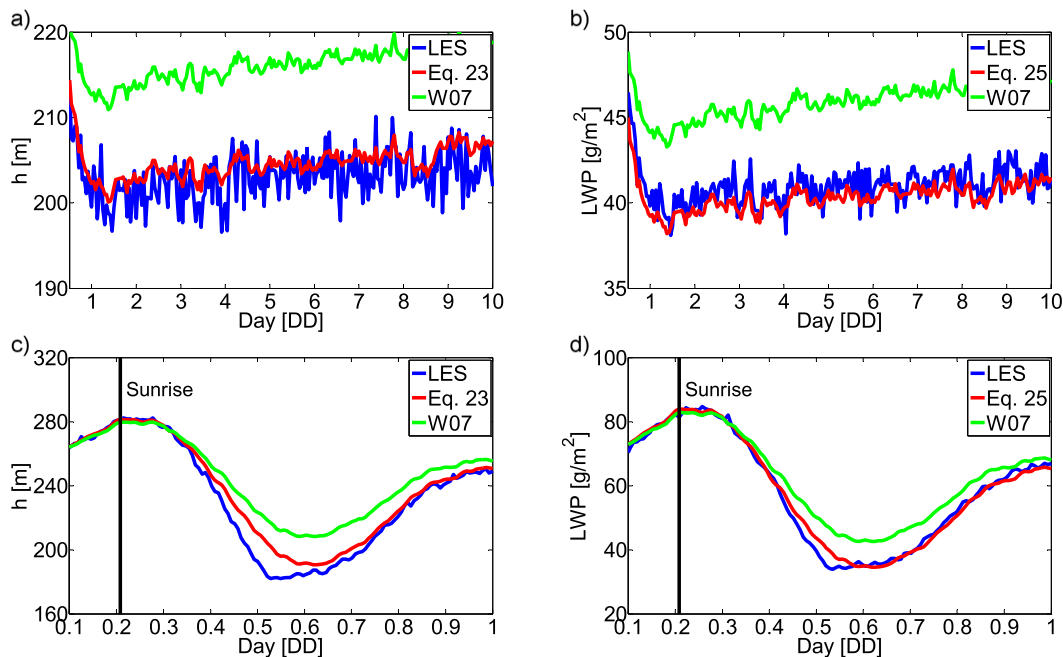 a)
220
210
200
190
h [m]
1 2 3 4 5 6 7 8 9 10
Day [DD]
LES
Eq. 23
W07
b)
50
45
40
35
LWP [g/m²]
1 2 3 4 5 6 7 8 9 10
Day [DD]
LES
Eq. 25
W07
c)
320
280
240
200
160
h [m]
0.1 0.2 0.3 0.4 0.5 0.6 0.7 0.8 0.9 1
Day [DD]
Sunrise
LES
Eq. 23
W07
d)
100
80
60
40
20
LWP [g/m²]
0.1 0.2 0.3 0.4 0.5 0.6 0.7 0.8 0.9 1
Day [DD]
Sunrise
LES
Eq. 25
W07